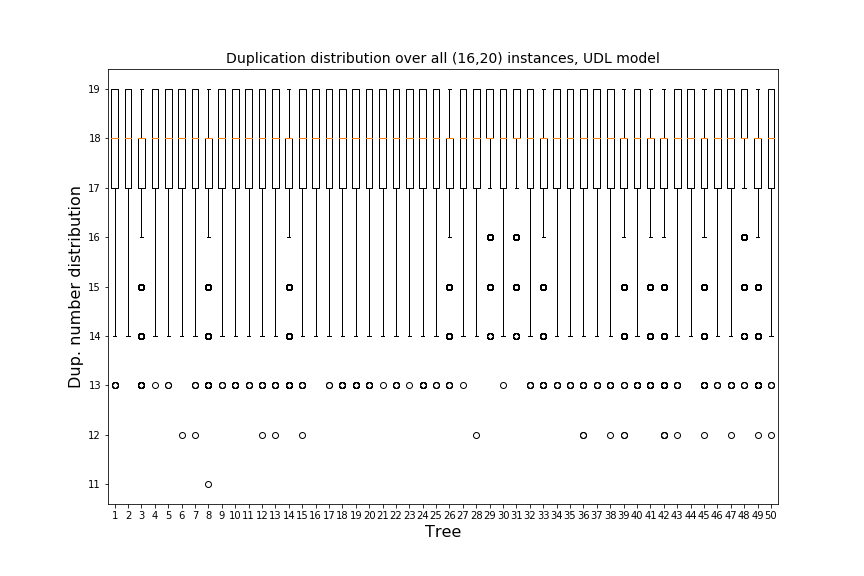 Duplication distribution over all (16,20) instances, UDL model
Dup. number distribution
19
18
17
16
15
14
13
12
11
1 2 3 4 5 6 7 8 9 10 11 12 13 14 15 16 17 18 19 20 21 22 23 24 25 26 27 28 29 30 31 32 33 34 35 36 37 38 39 40 41 42 43 44 45 46 47 48 49 50
Tree